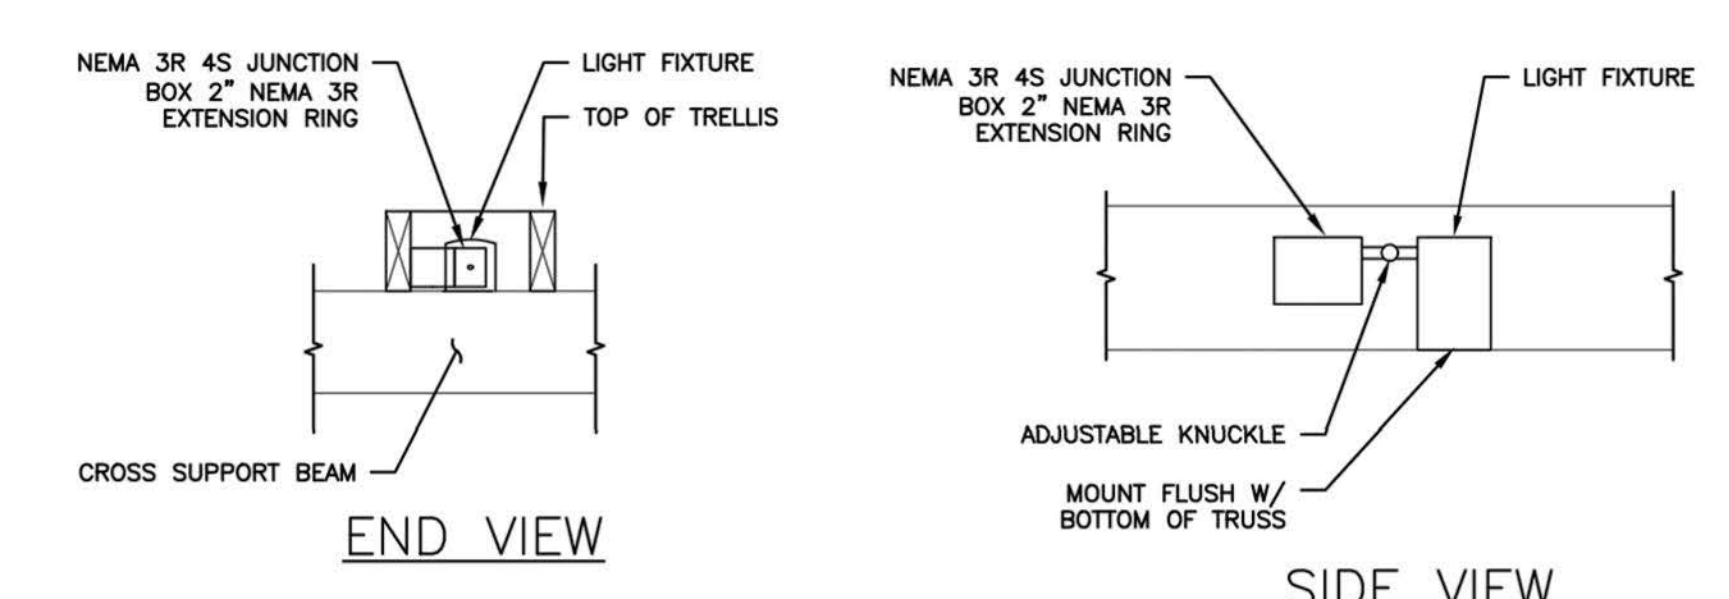 NEMA 3R 4S JUNCTION
BOX 2" NEMA 3R
EXTENSION RING
LIGHT FIXTURE
TOP OF TRELLIS
CROSS SUPPORT BEAM
END VIEW
NEMA 3R 4S JUNCTION
BOX 2" NEMA 3R
EXTENSION RING
LIGHT FIXTURE
ADJUSTABLE KNUCKLE
MOUNT FLUSH W/
BOTTOM OF TRUSS
SIDE VIEW